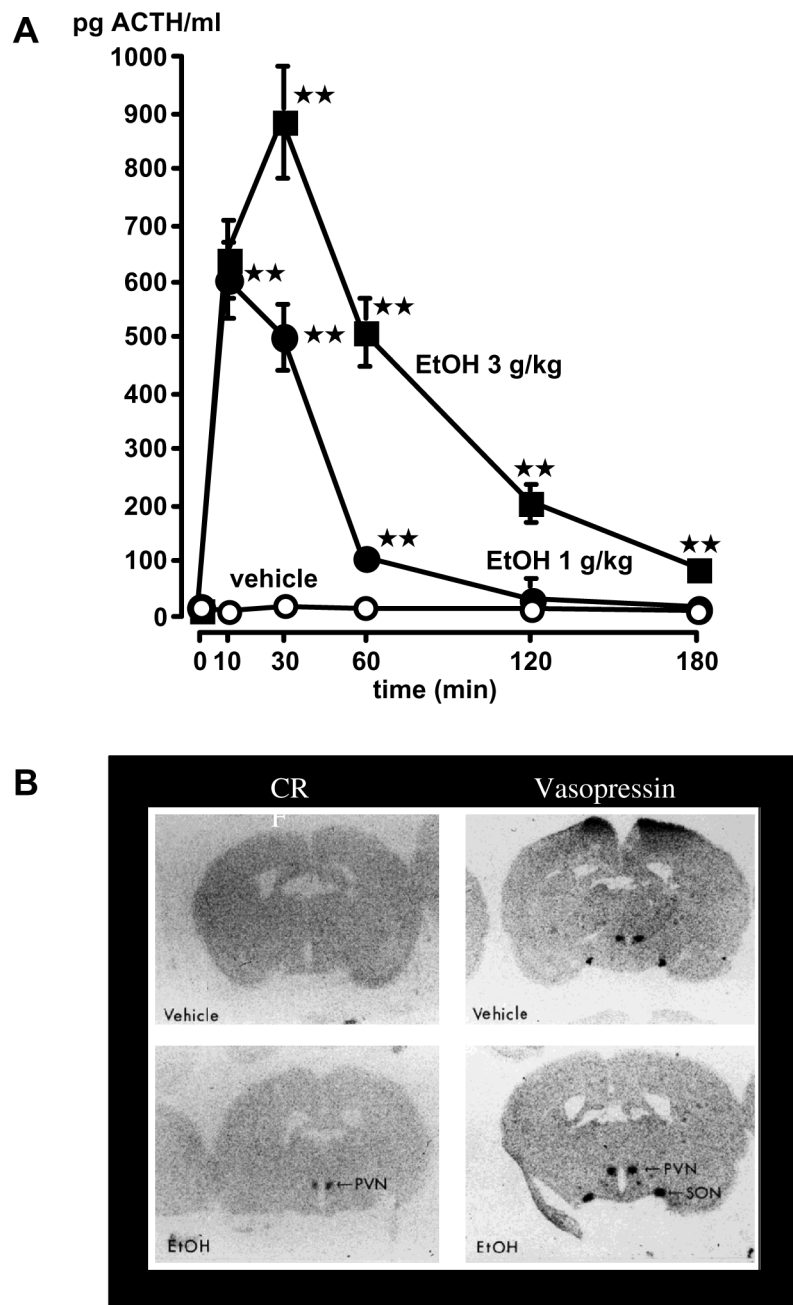 A
pg ACTH/ml
1000
900
800
700
600
500
400
300
200
100
0
★★
★★
★★
★★
EtOH 3 g/kg
★★
★★
★★
EtOH 1 g/kg
vehicle
0 10 30 60 120 180
time (min)
B
CR
F
Vasopressin
Vehicle
Vehicle
←PVN
EtOH
←PVN
←SON
EtOH